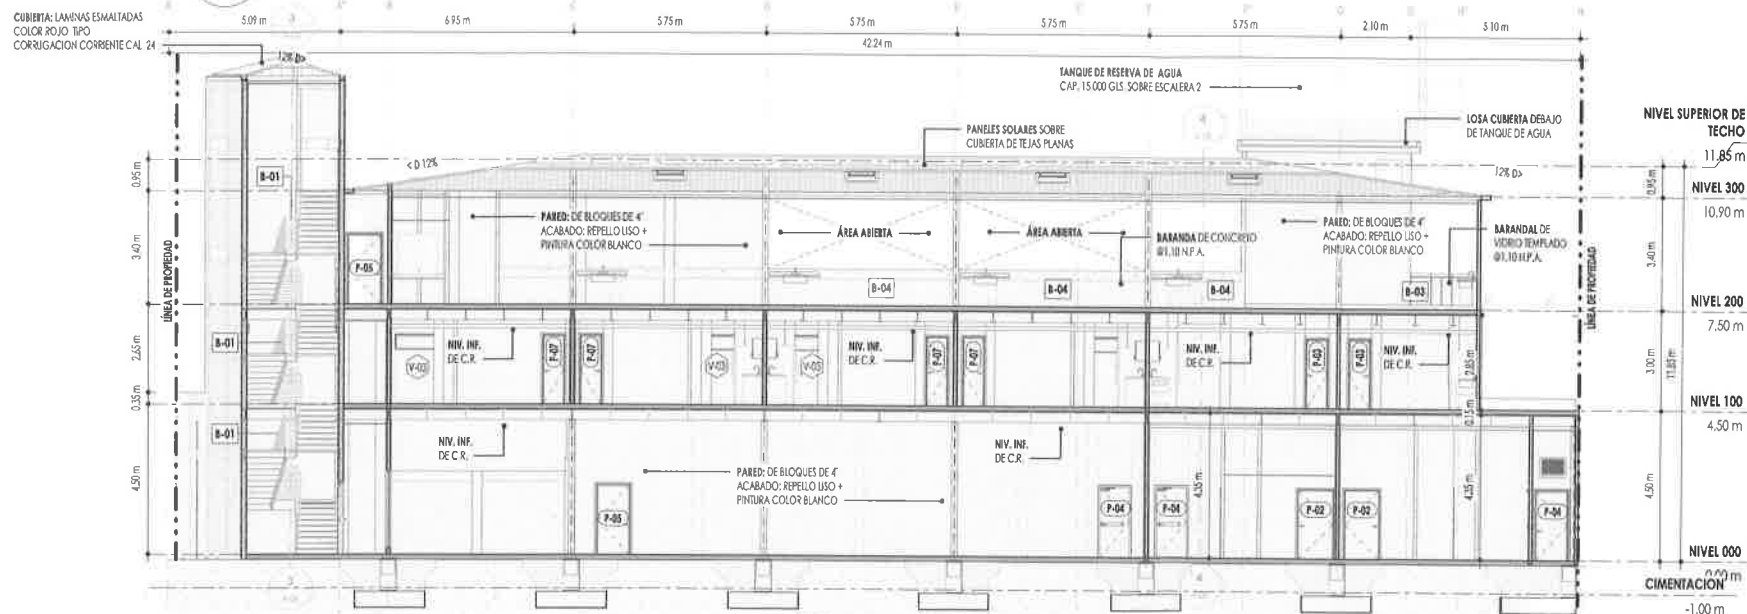 CUBIERTA: LAMINAS ESMALTADAS
COLOR ROJO TIPO
CORRUGACION CORRIENTE CAL 24
5.09 m
6.95 m
5.75 m
5.75 m
5.75 m
5.75 m
2.10 m
5.10 m
42.24 m
12% D>
TANQUE DE RESERVA DE AGUA
CAP. 15.000 GLS. SOBRE ESCALERA 2
LOSA CUBIERTA DEBAJO
DE TANQUE DE AGUA
PANELES SOLARES SOBRE
CUBIERTA DE TEJAS PLANAS
< D 12%
12% D>
NIVEL SUPERIOR DE
TECHO
11.85 m
NIVEL 300
10.90 m
NIVEL 200
7.50 m
NIVEL 100
4.50 m
NIVEL 000
0.00 m
CIMENTACION
-1.00 m
0.95 m
3.40 m
2.65 m
0.35 m
4.50 m
0.95 m
3.40 m
3.00 m
11.85 m
4.50 m
LÍNEA DE PROPIEDAD
LÍNEA DE PROPIEDAD
B-01
B-01
B-01
P-05
PARED: DE BLOQUES DE 4"
ACABADO: REPELLO LISO +
PINTURA COLOR BLANCO
ÁREA ABIERTA
ÁREA ABIERTA
BARANDA DE CONCRETO
@1.10 N.P.A.
PARED: DE BLOQUES DE 4"
ACABADO: REPELLO LISO +
PINTURA COLOR BLANCO
BARANDAL DE
VIDRIO TEMPLADO
@1.10 N.P.A.
B-04
B-04
B-04
B-03
NIV. INF.
DE C.R.
NIV. INF.
DE C.R.
NIV. INF.
DE C.R.
NIV. INF.
DE C.R.
V-03
P-07
P-07
V-03
V-03
P-07
P-07
P-03
P-03
2.85 m
0.15 m
NIV. INF.
DE C.R.
NIV. INF.
DE C.R.
PARED: DE BLOQUES DE 4"
ACABADO: REPELLO LISO +
PINTURA COLOR BLANCO
P-05
P-04
P-04
4.35 m
P-02
P-02
4.35 m
P-04